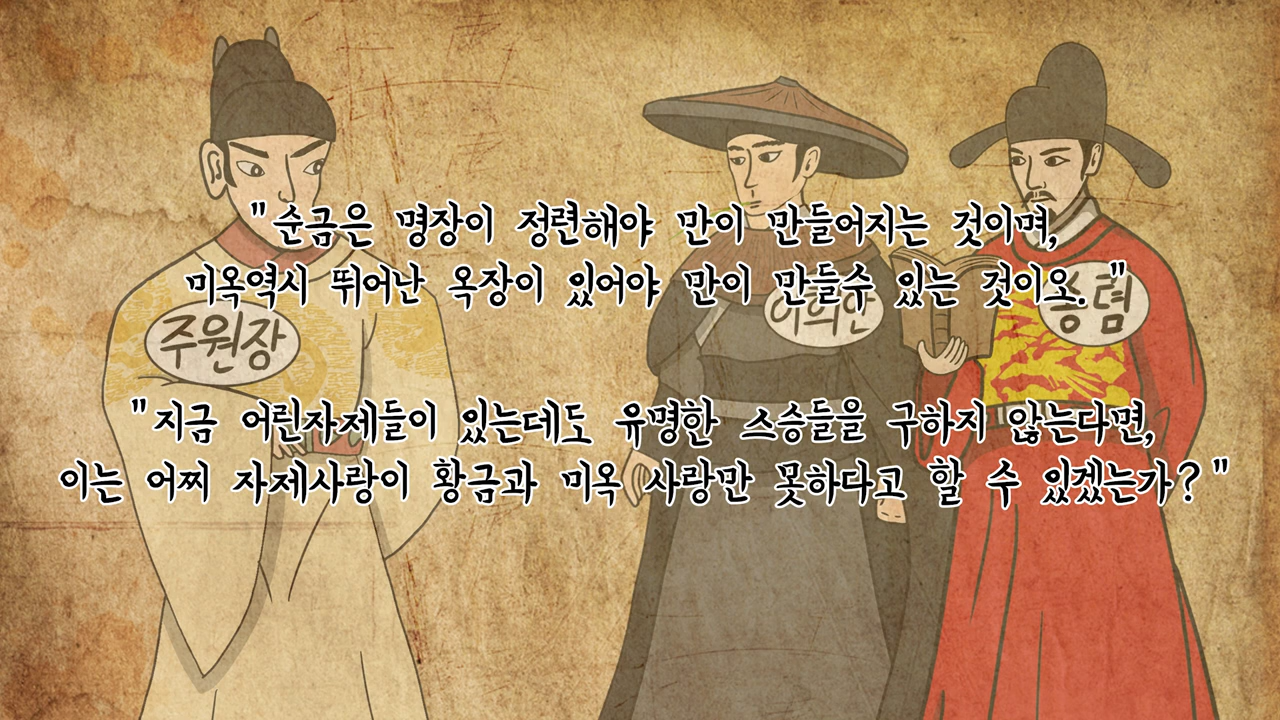 "순금은 명장이 정련해야 만이 만들어지는 것이며,
미옥역시 뛰어난 옥장이 있어야 만이 만들수 있는 것이오."
주원장
"지금 어린자제들이 있는데도 유명한 스승들을 구하지 않는다면,
이는 어찌 자제사랑이 황금과 미옥 사랑만 못하다고 할 수 있겠는가?"